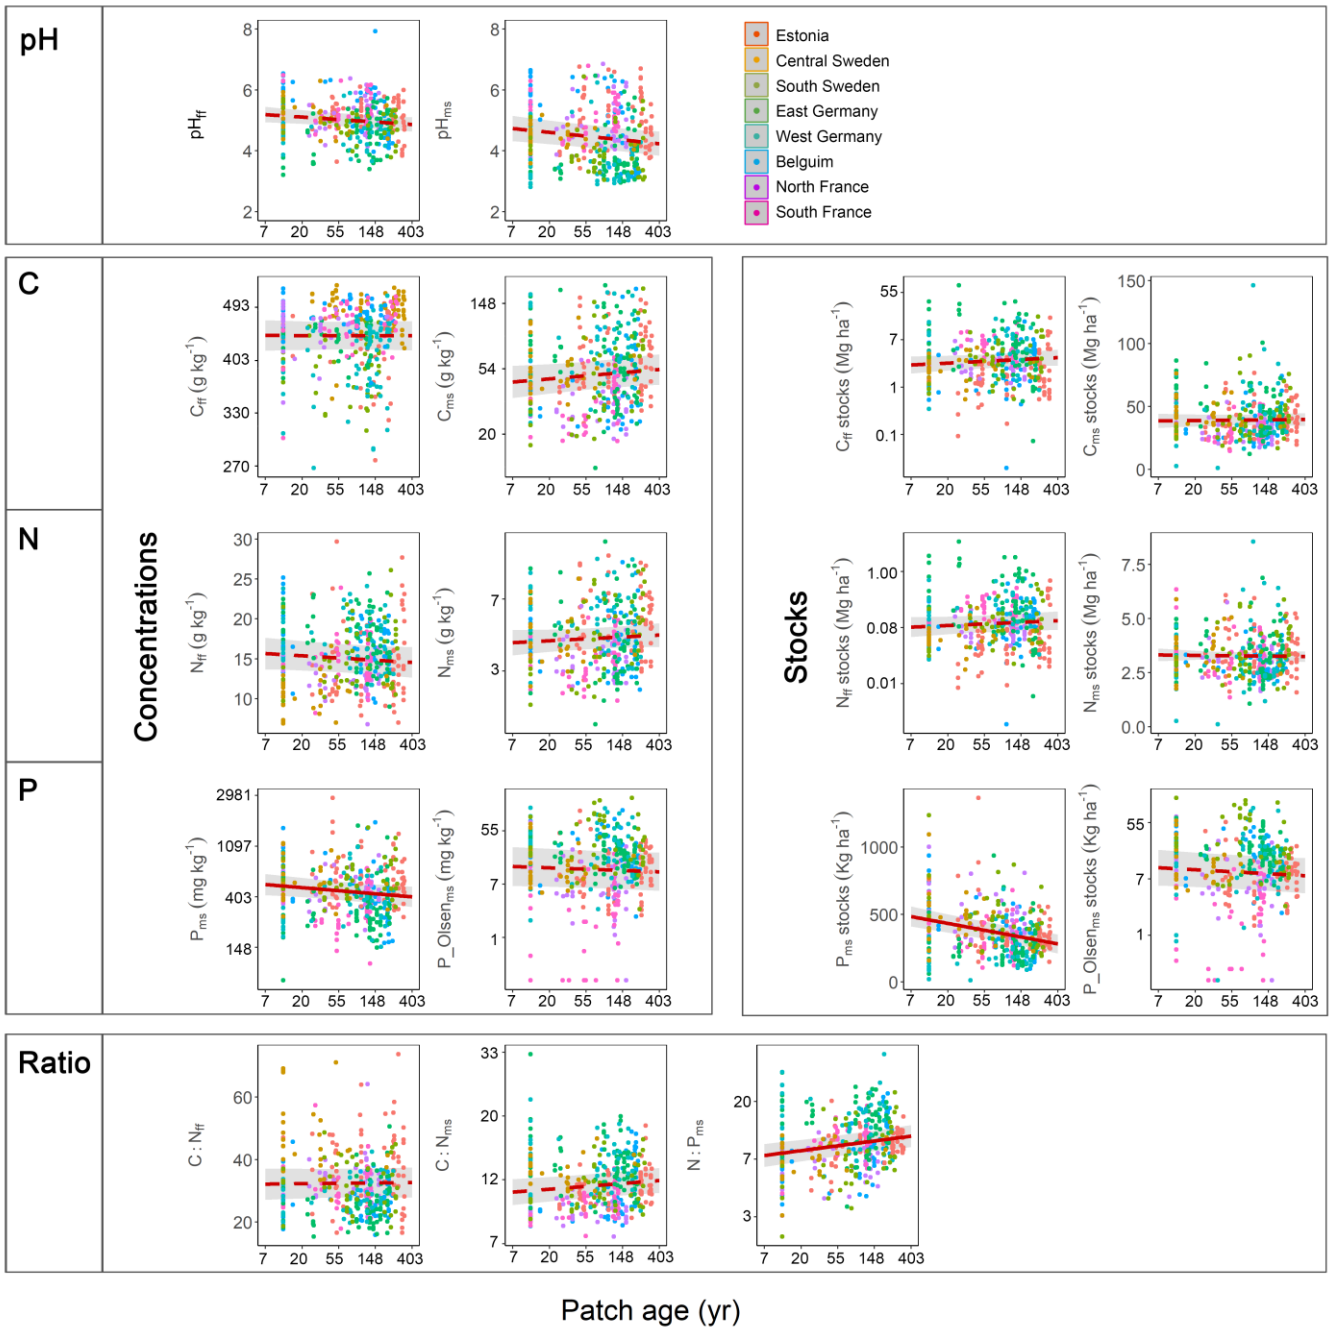 pH
8
6
4
2
pHff
7 20 55 148 403
8
6
4
2
pHms
7 20 55 148 403
Estonia
Central Sweden
South Sweden
East Germany
West Germany
Belguim
North France
South France
C
493
403
330
270
Cff (g kg-1)
7 20 55 148 403
148
54
20
Cms (g kg-1)
7 20 55 148 403
55
7
1
0.1
Cff stocks (Mg ha-1)
7 20 55 148 403
150
100
50
0
Cms stocks (Mg ha-1)
7 20 55 148 403
N
Concentrations
30
25
20
15
10
Nff (g kg-1)
7 20 55 148 403
7
3
Nms (g kg-1)
7 20 55 148 403
Stocks
1.00
0.08
0.01
Nff stocks (Mg ha-1)
7 20 55 148 403
7.5
5.0
2.5
0.0
Nms stocks (Mg ha-1)
7 20 55 148 403
P
2981
1097
403
148
Pms (mg kg-1)
7 20 55 148 403
55
7
1
P_Olsenms (mg kg-1)
7 20 55 148 403
1000
500
0
Pms stocks (Kg ha-1)
7 20 55 148 403
55
7
1
P_Olsenms stocks (Kg ha-1)
7 20 55 148 403
Ratio
60
40
20
C : Nff
7 20 55 148 403
33
20
12
7
C : Nms
7 20 55 148 403
20
7
3
N : Pms
7 20 55 148 403
Patch age (yr)